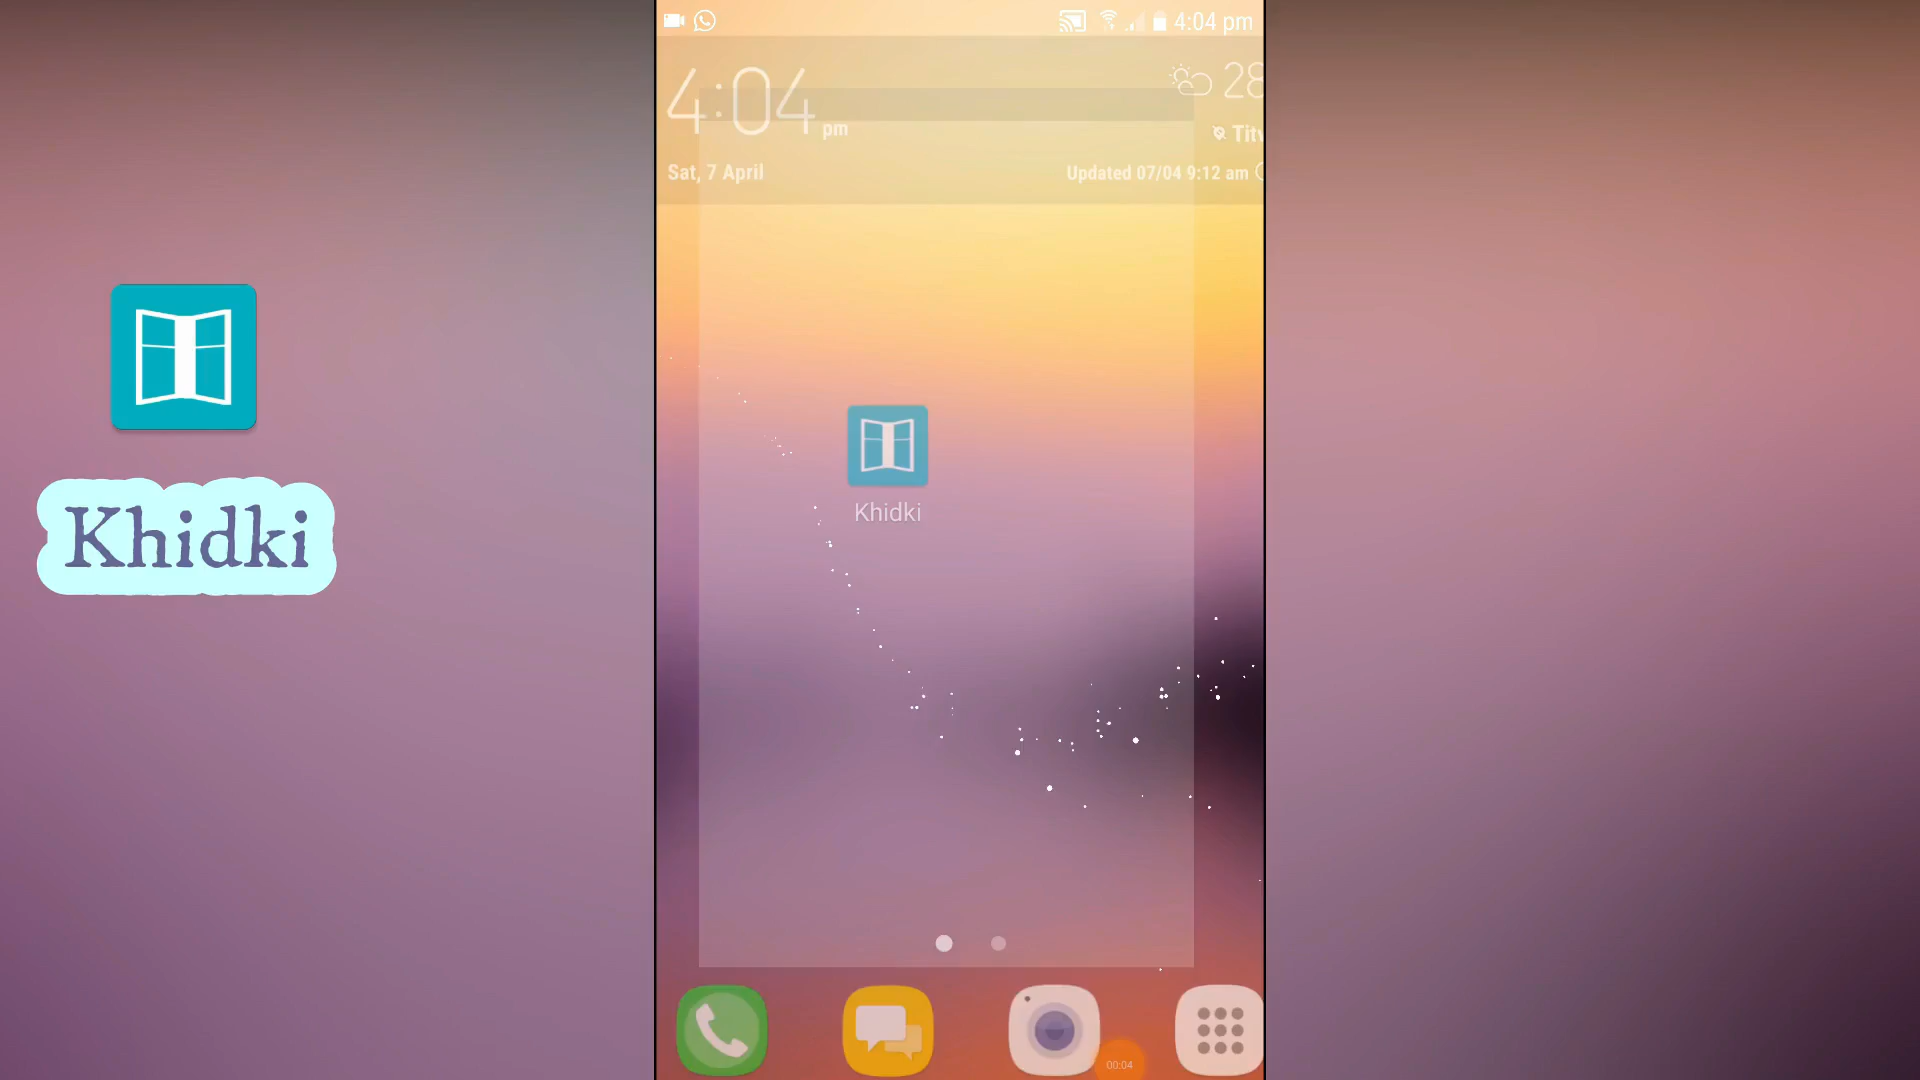 4:04 pm
4:04 pm
28
Sat, 7 April
Updated 07/04 9:12 am
Khidki
Khidki
00:04